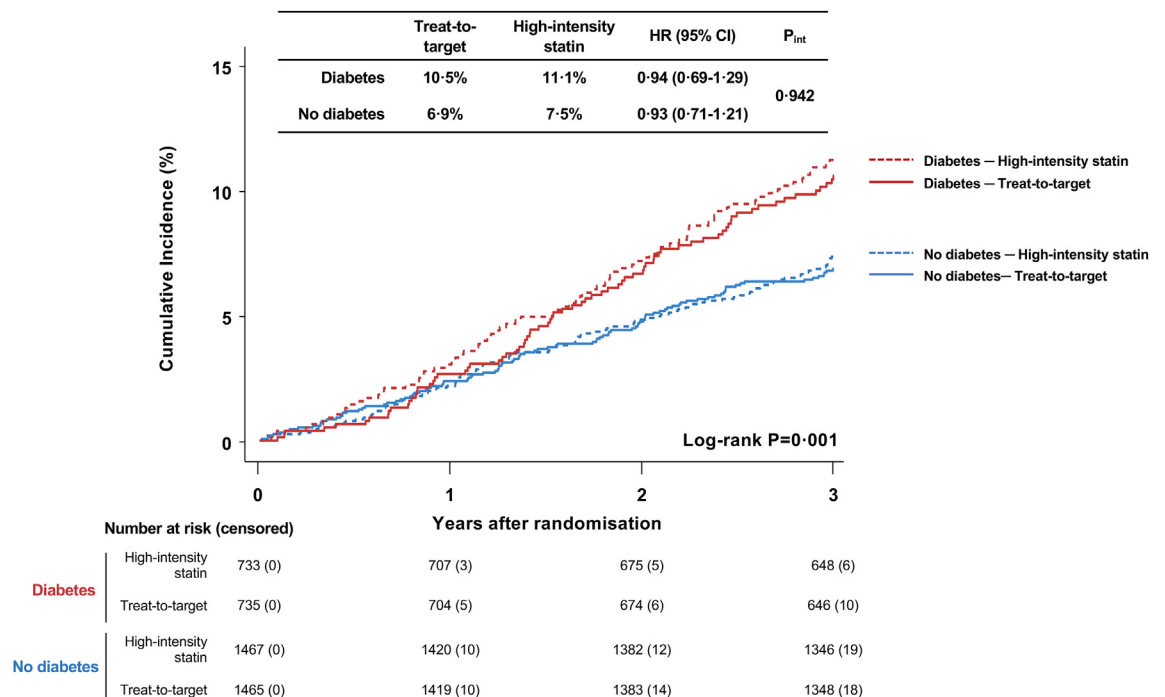 Treat-to-target High-intensity statin HR (95% CI) Pint
Diabetes 10·5% 11·1% 0·94 (0·69-1·29)
0·942
No diabetes 6·9% 7·5% 0·93 (0·71-1·21)
Cumulative Incidence (%)
15
10
5
0
Diabetes — High-intensity statin
Diabetes — Treat-to-target
No diabetes — High-intensity statin
No diabetes— Treat-to-target
Log-rank P=0·001
0 1 2 3
Years after randomisation
Number at risk (censored)
Diabetes
High-intensity
statin 733 (0) 707 (3) 675 (5) 648 (6)
Treat-to-target 735 (0) 704 (5) 674 (6) 646 (10)
No diabetes
High-intensity
statin 1467 (0) 1420 (10) 1382 (12) 1346 (19)
Treat-to-target 1465 (0) 1419 (10) 1383 (14) 1348 (18)